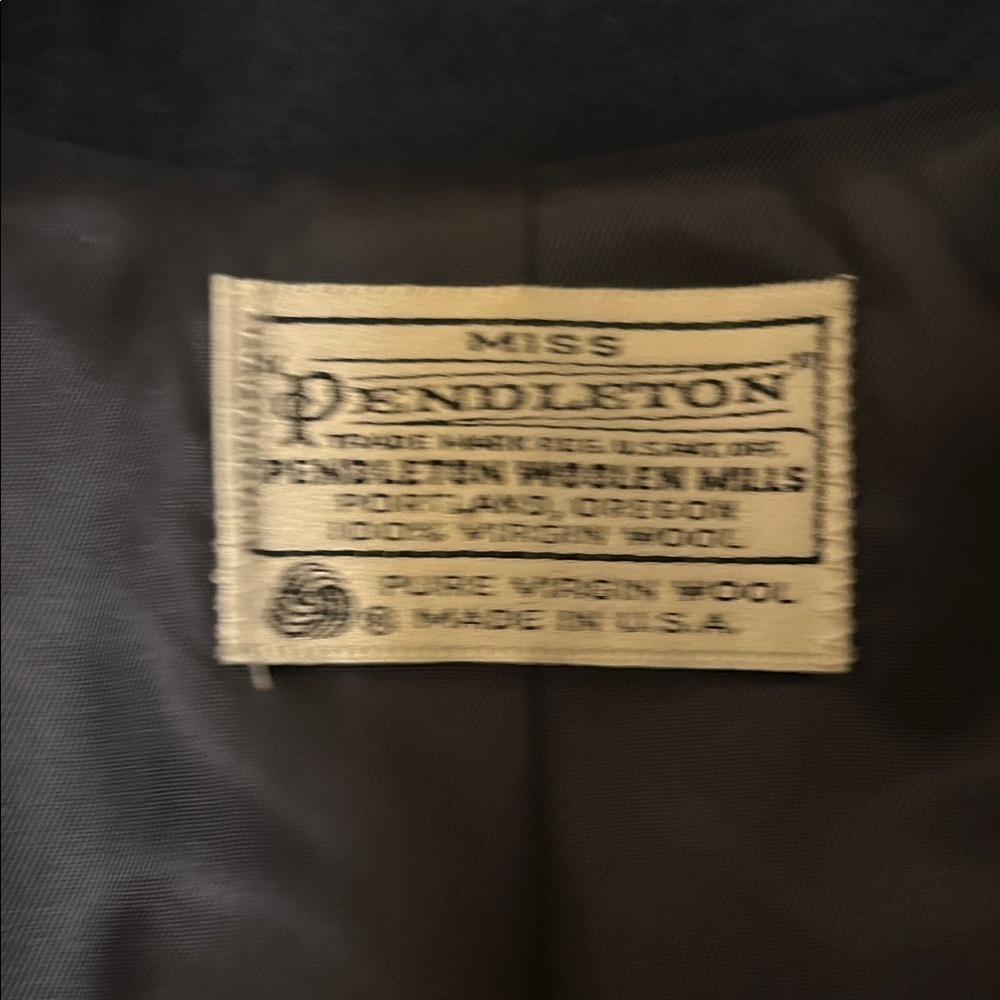 MISS
"PENDLETON"
TRADE MARK REG. U.S. PAT. OFF.
PENDLETON WOOLEN MILLS
PORTLAND, OREGON
100% VIRGIN WOOL
PURE VIRGIN WOOL
® MADE IN U.S.A.